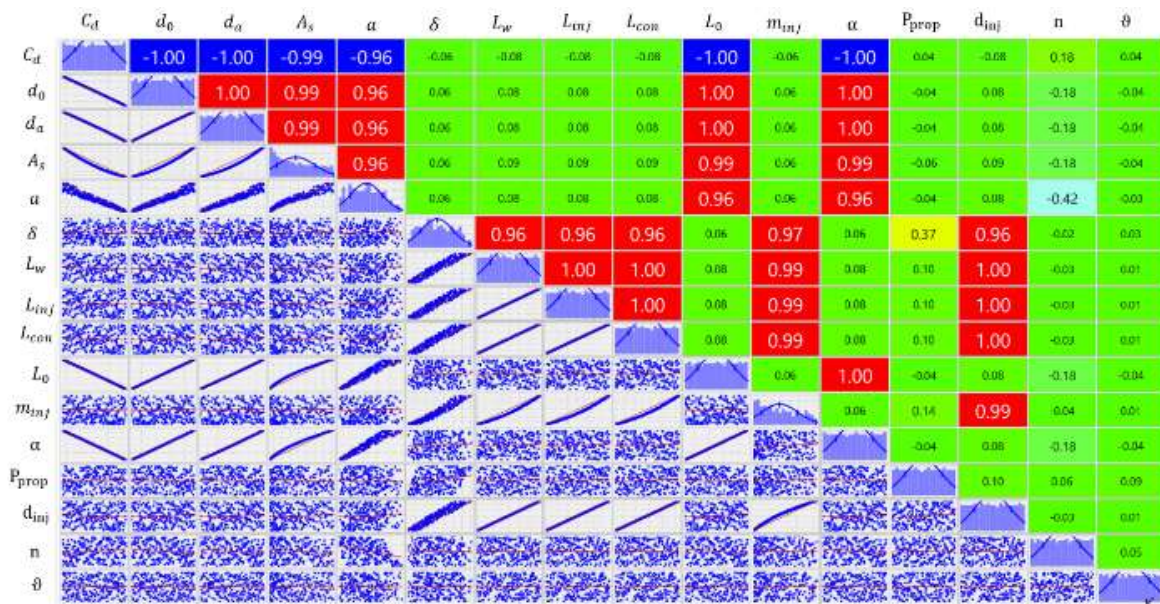 C_d d_0 d_a A_s a δ L_w L_inj L_con L_0 m_inj α P_prop d_inj n ϑ
C_d -1.00 -1.00 -0.99 -0.96 -0.06 -0.08 -0.08 -0.08 -1.00 -0.06 -1.00 0.04 -0.08 0.18 0.04
d_0 1.00 0.99 0.96 0.06 0.08 0.08 0.08 1.00 0.06 1.00 -0.04 0.08 -0.18 -0.04
d_a 0.99 0.96 0.06 0.08 0.08 0.08 1.00 0.06 1.00 -0.04 0.08 -0.18 -0.04
A_s 0.96 0.06 0.09 0.09 0.09 0.99 0.06 0.99 -0.06 0.09 -0.18 -0.04
a 0.06 0.08 0.08 0.08 0.96 0.06 0.96 -0.04 0.08 -0.42 -0.03
δ 0.96 0.96 0.96 0.06 0.97 0.06 0.37 0.96 -0.02 0.03
L_w 1.00 1.00 0.08 0.99 0.08 0.10 1.00 -0.03 0.01
L_inj 1.00 0.08 0.99 0.08 0.10 1.00 -0.03 0.01
L_con 0.08 0.99 0.08 0.10 1.00 -0.03 0.01
L_0 0.06 1.00 -0.04 0.08 -0.18 -0.04
m_inj 0.06 0.14 0.99 -0.04 0.01
α -0.04 0.08 -0.18 -0.04
P_prop 0.10 0.06 0.09
d_inj -0.03 0.01
n 0.05
ϑ